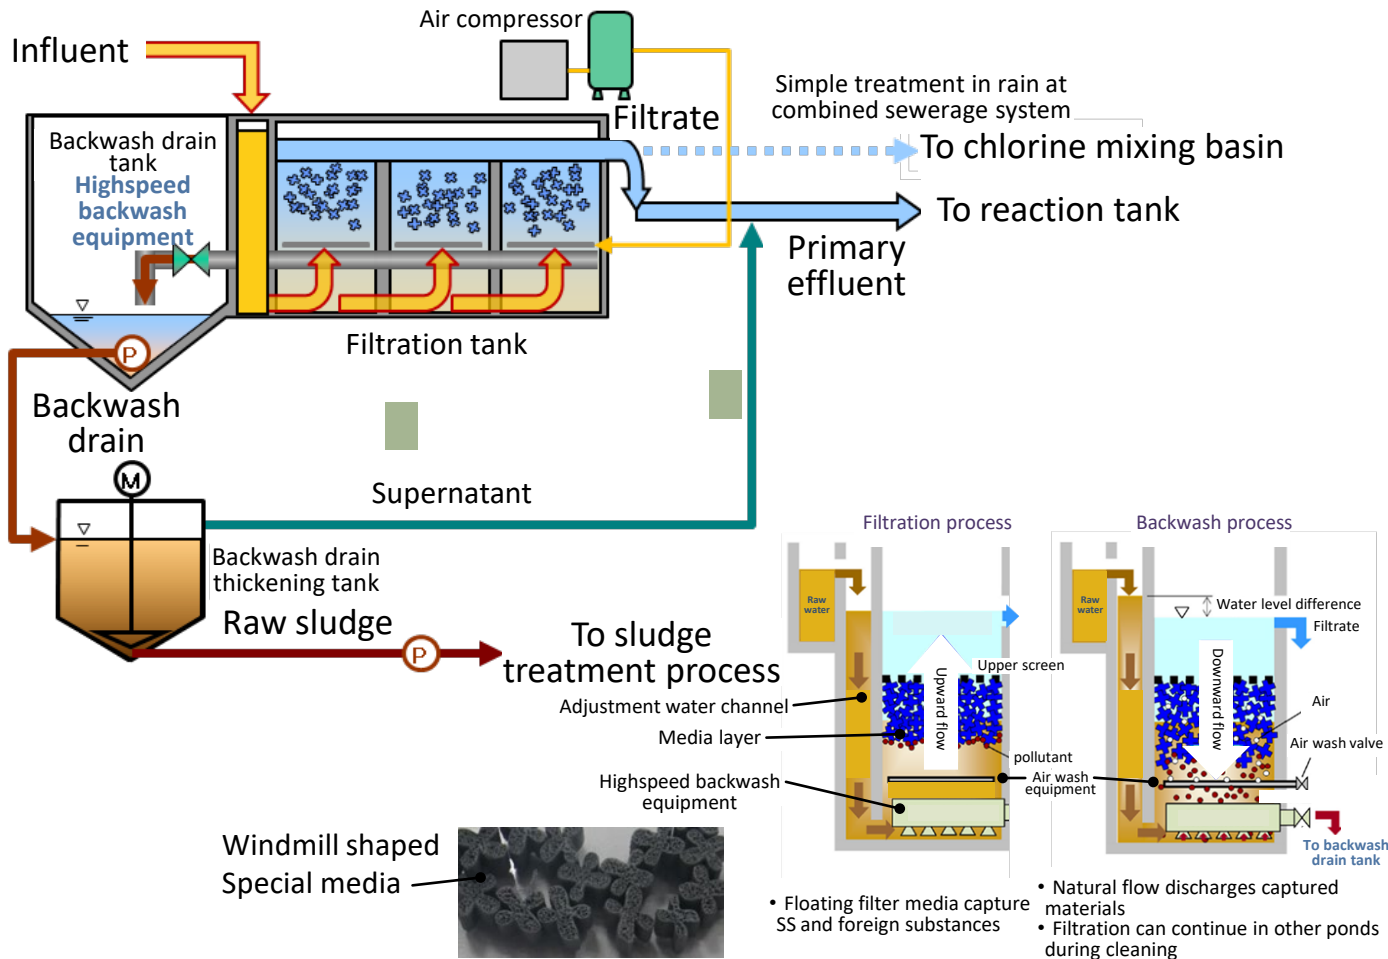 Air compressor
Influent
Simple treatment in rain at
combined sewerage system
Filtrate
To chlorine mixing basin
Backwash drain
tank
Highspeed
backwash
equipment
To reaction tank
Primary
effluent
Filtration tank
P
Backwash
drain
M
Supernatant
Backwash drain
thickening tank
Raw sludge
P
To sludge
treatment process
Filtration process
Raw
water
Upper screen
Upward flow
Adjustment water channel
Media layer
pollutant
Highspeed backwash
equipment
Air wash
equipment
Backwash process
Raw
water
Water level difference
Filtrate
Downward flow
Air
Air wash valve
To backwash
drain tank
Windmill shaped
Special media
• Floating filter media capture
SS and foreign substances
• Natural flow discharges captured
materials
• Filtration can continue in other ponds
during cleaning